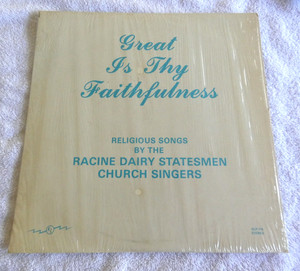 Great
Is Thy
Faithfulness
RELIGIOUS SONGS
BY THE
RACINE DAIRY STATESMEN
CHURCH SINGERS